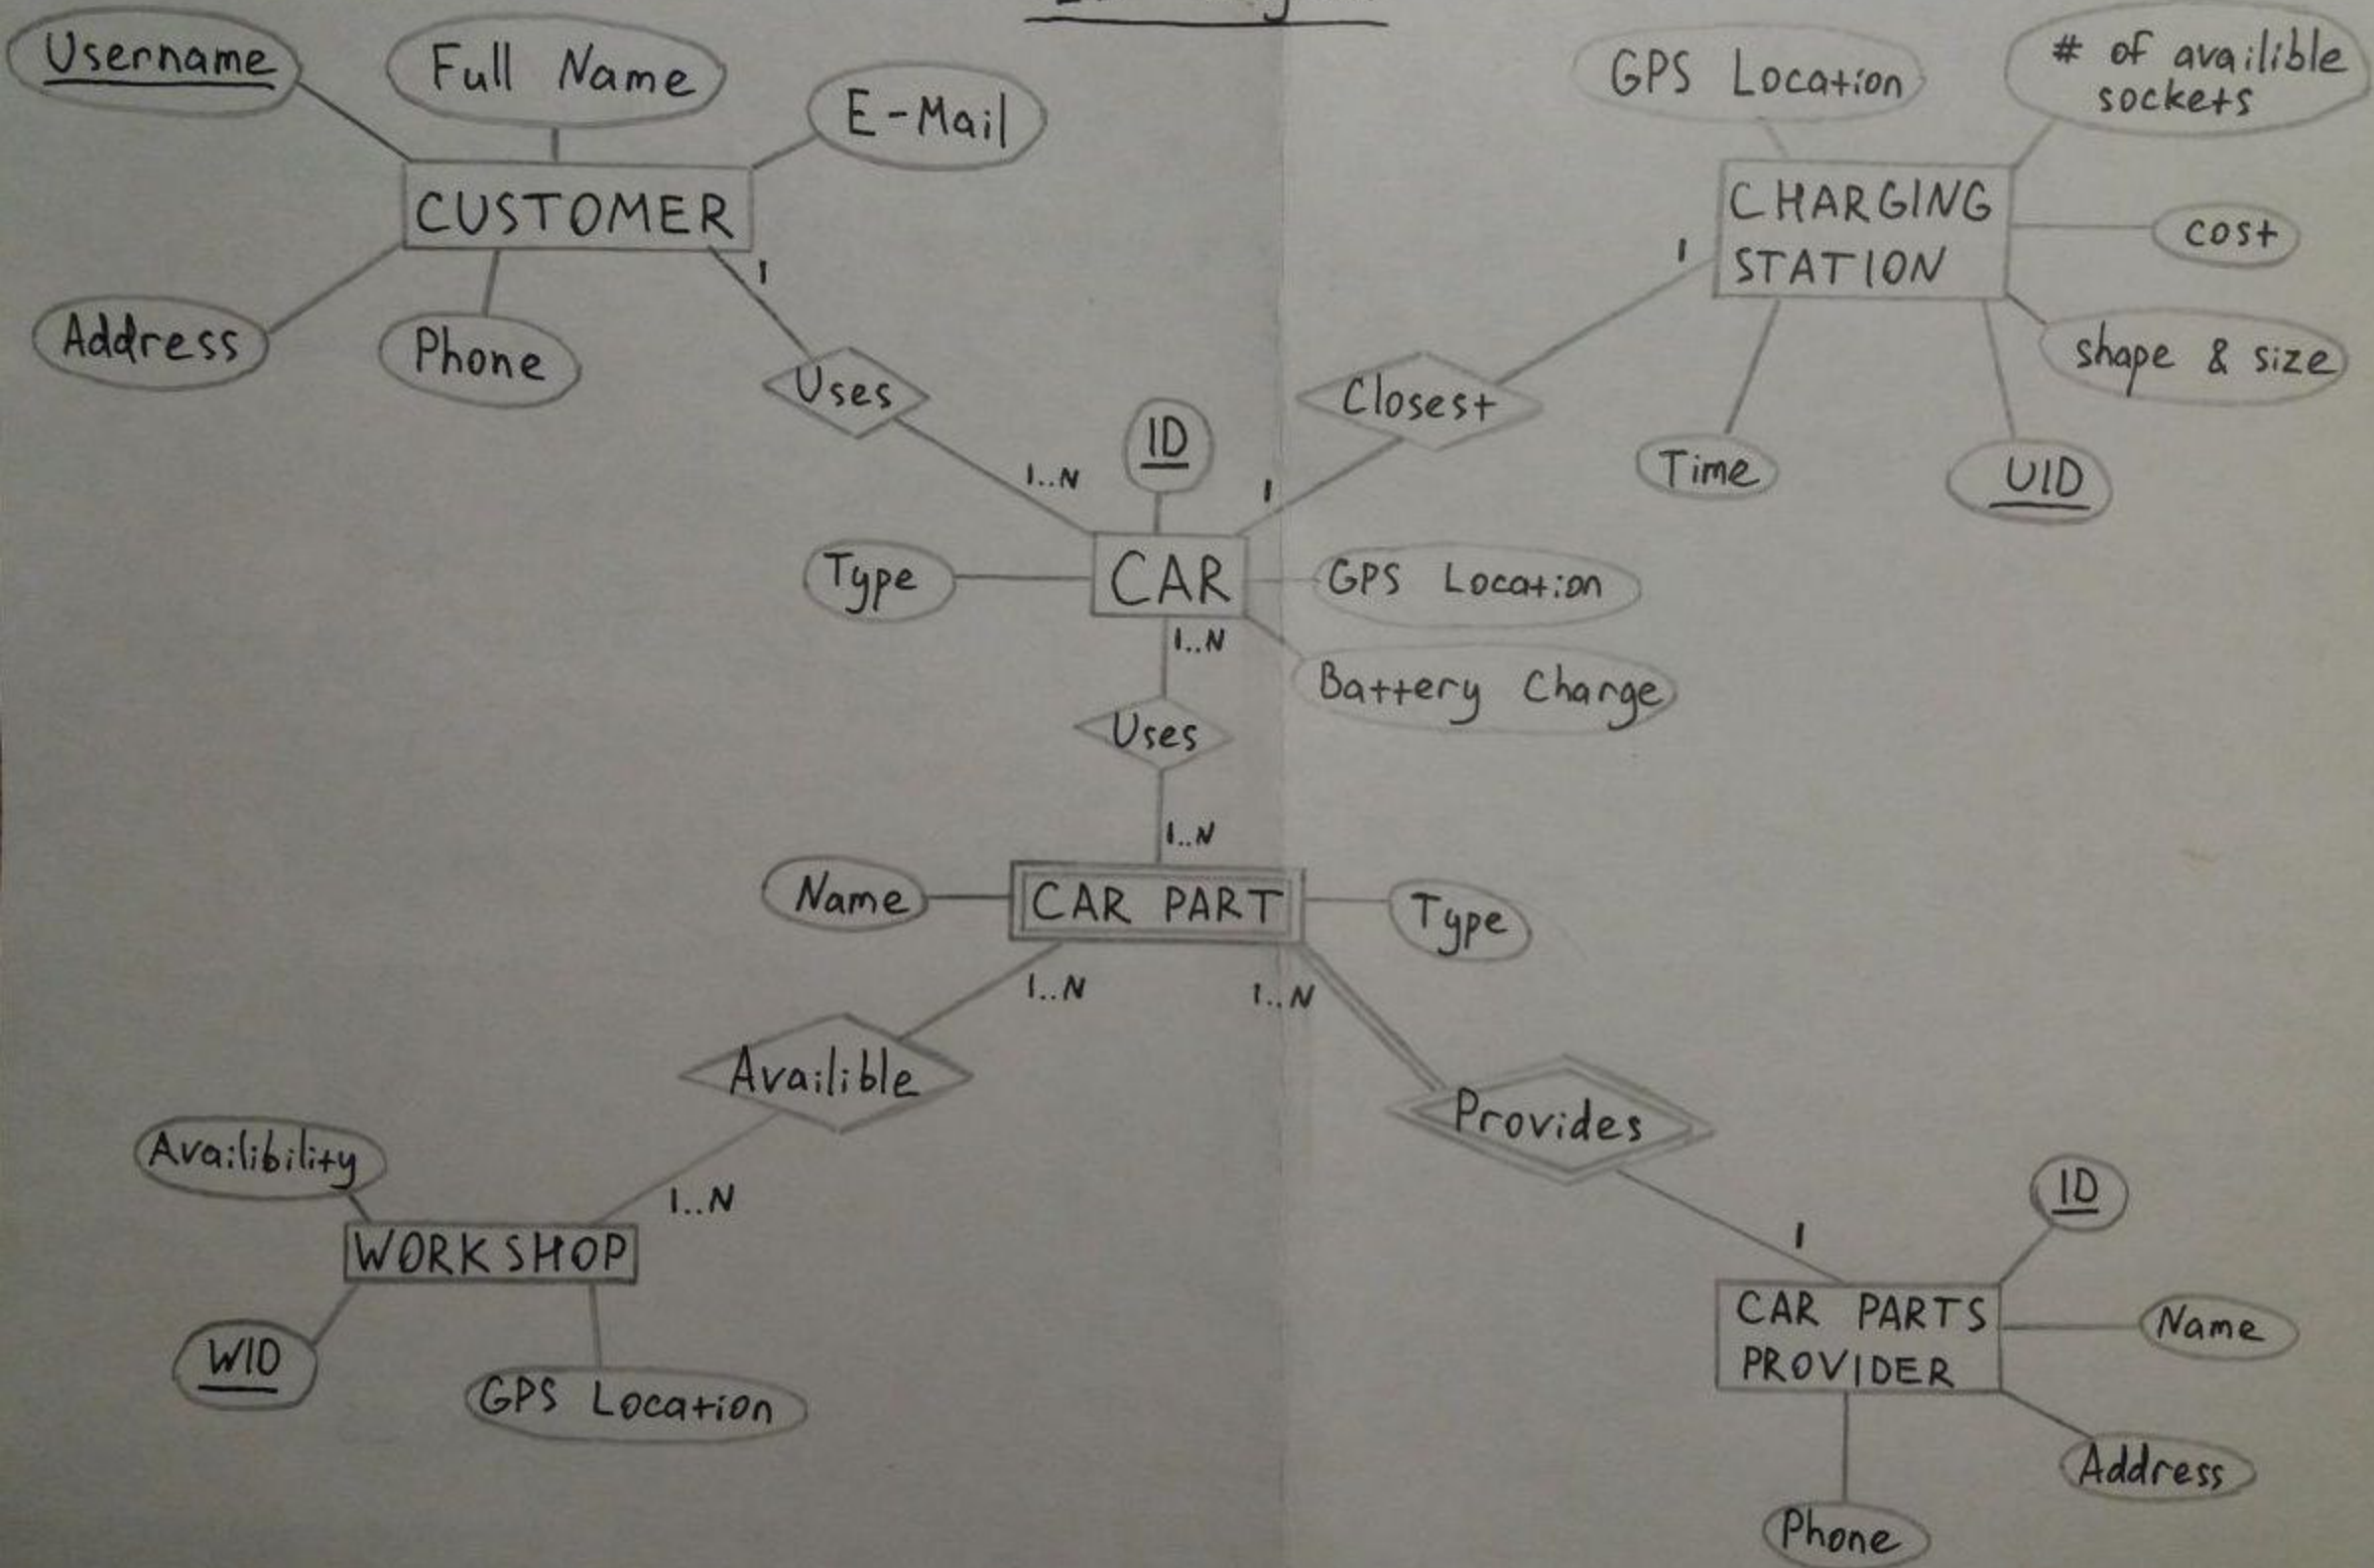 Username
Full Name
E-Mail
GPS Location
# of availible
sockets
CUSTOMER
CHARGING
STATION
cost
1
1
Address
Phone
shape & size
Uses
Closest
ID
1..N
1
Time
UID
Type
CAR
GPS Location
1..N
Battery Charge
Uses
1..N
Name
CAR PART
Type
1..N
1..N
Availible
Provides
Availibility
1..N
ID
WORKSHOP
1
CAR PARTS
PROVIDER
Name
WID
GPS Location
Address
Phone